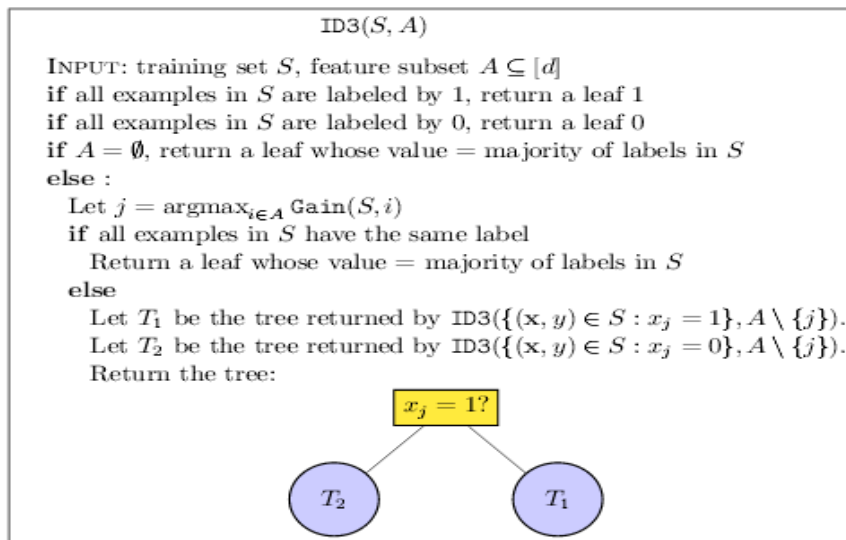 ID3(S, A)
INPUT: training set S, feature subset A ⊆ [d]
if all examples in S are labeled by 1, return a leaf 1
if all examples in S are labeled by 0, return a leaf 0
if A = ∅, return a leaf whose value = majority of labels in S
else :
Let j = argmax_{i∈A} Gain(S, i)
if all examples in S have the same label
Return a leaf whose value = majority of labels in S
else
Let T₁ be the tree returned by ID3({(x, y) ∈ S : x_j = 1}, A \ {j}).
Let T₂ be the tree returned by ID3({(x, y) ∈ S : x_j = 0}, A \ {j}).
Return the tree:
x_j = 1?
T₂ T₁